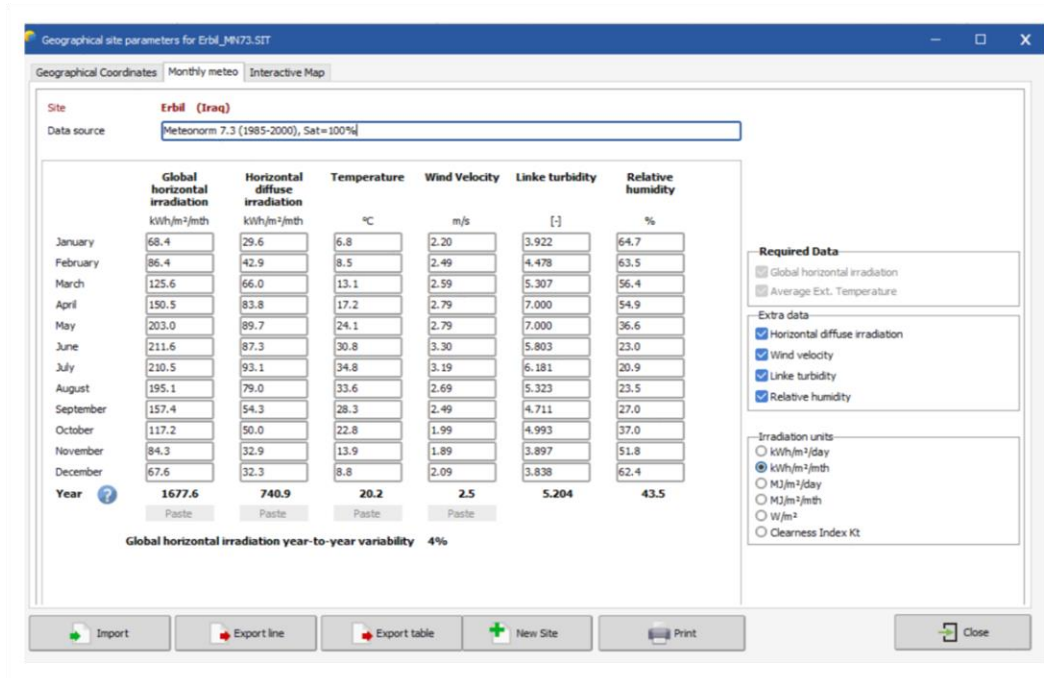 Geographical site parameters for Erbil_MN73.SIT
Geographical Coordinates Monthly meteo Interactive Map
Site Erbil (Iraq)
Data source Meteonorm 7.3 (1985-2000), Sat=100%
Global horizontal irradiation Horizontal diffuse irradiation Temperature Wind Velocity Linke turbidity Relative humidity
kWh/m²/mth kWh/m²/mth °C m/s [-] %
January 68.4 29.6 6.8 2.20 3.922 64.7
February 86.4 42.9 8.5 2.49 4.478 63.5
March 125.6 66.0 13.1 2.59 5.307 56.4
April 150.5 83.8 17.2 2.79 7.000 54.9
May 203.0 89.7 24.1 2.79 7.000 36.6
June 211.6 87.3 30.8 3.30 5.803 23.0
July 210.5 93.1 34.8 3.19 6.181 20.9
August 195.1 79.0 33.6 2.69 5.323 23.5
September 157.4 54.3 28.3 2.49 4.711 27.0
October 117.2 50.0 22.8 1.99 4.993 37.0
November 84.3 32.9 13.9 1.89 3.897 51.8
December 67.6 32.3 8.8 2.09 3.838 62.4
Year ? 1677.6 740.9 20.2 2.5 5.204 43.5
Paste Paste Paste Paste
Global horizontal irradiation year-to-year variability 4%
Required Data
Global horizontal irradiation
Average Ext. Temperature
Extra data
Horizontal diffuse irradiation
Wind velocity
Linke turbidity
Relative humidity
Irradiation units
kWh/m²/day
kWh/m²/mth
MJ/m²/day
MJ/m²/mth
W/m²
Clearness Index Kt
Import Export line Export table New Site Print Close